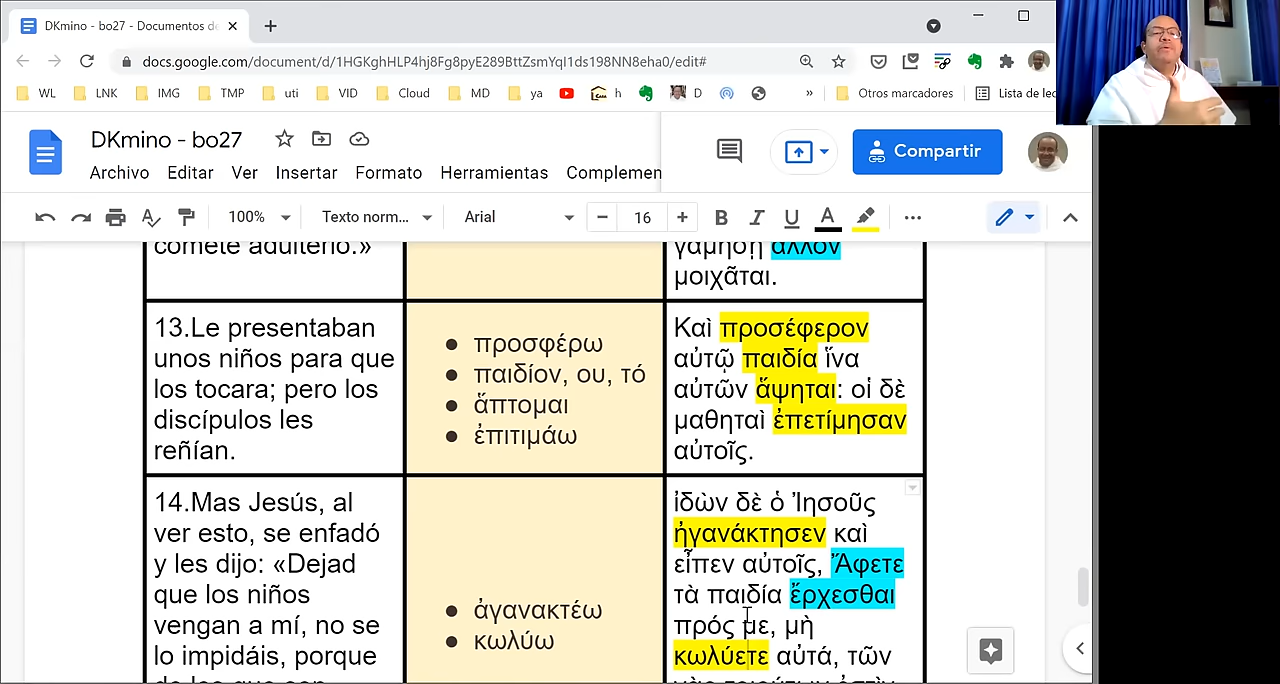 DKmino - bo27 - Documentos de
docs.google.com/document/d/1HGKghHLP4hj8Fg8pyE289BttZsmYqI1ds198NN8eha0/edit#
WL LNK IMG TMP uti VID Cloud MD ya h D » Otros marcadores Lista de lec
DKmino - bo27
Compartir
Archivo Editar Ver Insertar Formato Herramientas Complemen
100% Texto norm... Arial 16 B I U A
comete adulterio.»
γαμήσῃ ἄλλον
μοιχᾶται.
13.Le presentaban
unos niños para que
los tocara; pero los
discípulos les
reñían.
προσφέρω
παιδίον, ου, τό
ἅπτομαι
ἐπιτιμάω
Καὶ προσέφερον
αὐτῷ παιδία ἵνα
αὐτῶν ἅψηται: οἱ δὲ
μαθηταὶ ἐπετίμησαν
αὐτοῖς.
14.Mas Jesús, al
ver esto, se enfadó
y les dijo: «Dejad
que los niños
vengan a mí, no se
lo impidáis, porque
ἀγανακτέω
κωλύω
ἰδὼν δὲ ὁ Ἰησοῦς
ἠγανάκτησεν καὶ
εἶπεν αὐτοῖς, Ἄφετε
τὰ παιδία ἔρχεσθαι
πρός με, μὴ
κωλύετε αὐτά, τῶν